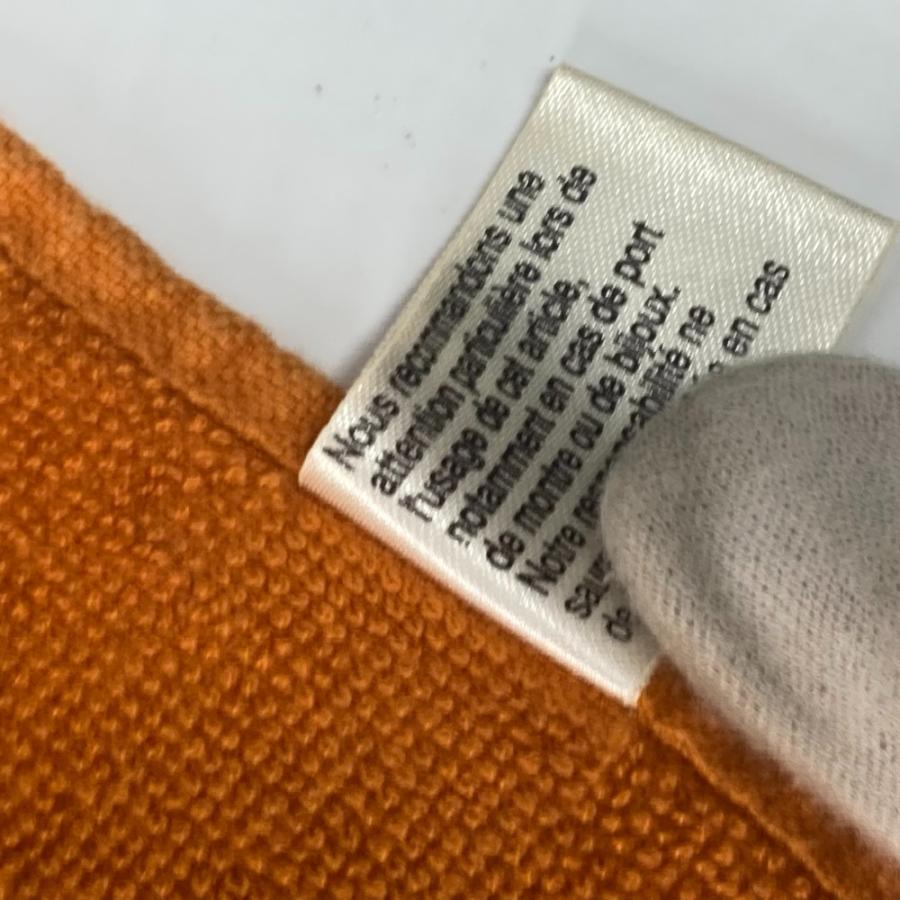 Nous recommandons une
attention particulière lors de
l'usage de cet article,
notamment en cas de port
de montre ou de bijoux.
Notre ne
en cas
de